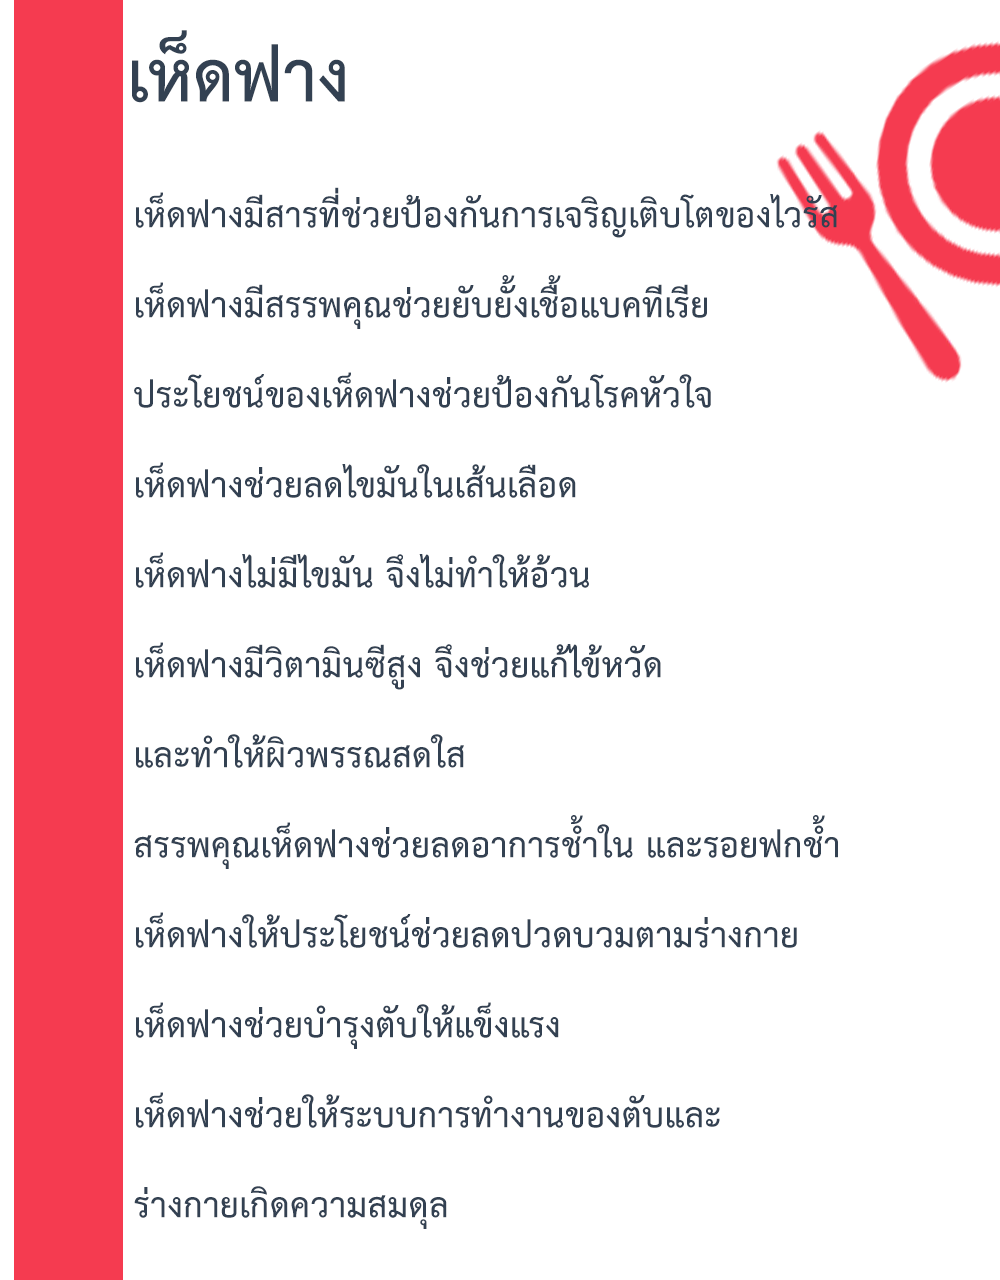 เห็ดฟาง
เห็ดฟางมีสารที่ช่วยป้องกันการเจริญเติบโตของไวรัส
เห็ดฟางมีสรรพคุณช่วยยับยั้งเชื้อแบคทีเรีย
ประโยชน์ของเห็ดฟางช่วยป้องกันโรคหัวใจ
เห็ดฟางช่วยลดไขมันในเส้นเลือด
เห็ดฟางไม่มีไขมัน จึงไม่ทำให้อ้วน
เห็ดฟางมีวิตามินซีสูง จึงช่วยแก้ไข้หวัด
และทำให้ผิวพรรณสดใส
สรรพคุณเห็ดฟางช่วยลดอาการช้ำใน และรอยฟกช้ำ
เห็ดฟางให้ประโยชน์ช่วยลดปวดบวมตามร่างกาย
เห็ดฟางช่วยบำรุงตับให้แข็งแรง
เห็ดฟางช่วยให้ระบบการทำงานของตับและ
ร่างกายเกิดความสมดุล